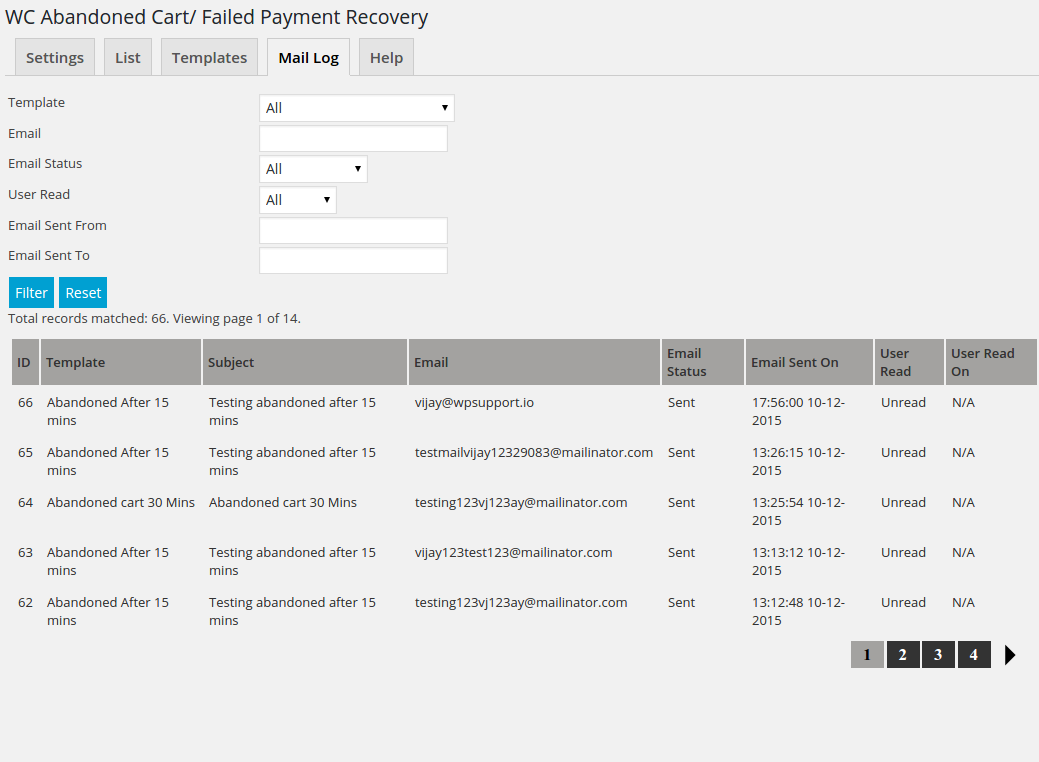 WC Abandoned Cart/ Failed Payment Recovery
Settings List Templates Mail Log Help
Template All
Email
Email Status All
User Read All
Email Sent From
Email Sent To
Filter Reset
Total records matched: 66. Viewing page 1 of 14.
ID Template Subject Email Email Status Email Sent On User Read User Read On
66 Abandoned After 15 mins Testing abandoned after 15 mins vijay@wpsupport.io Sent 17:56:00 10-12-2015 Unread N/A
65 Abandoned After 15 mins Testing abandoned after 15 mins testmailvijay12329083@mailinator.com Sent 13:26:15 10-12-2015 Unread N/A
64 Abandoned cart 30 Mins Abandoned cart 30 Mins testing123vj123ay@mailinator.com Sent 13:25:54 10-12-2015 Unread N/A
63 Abandoned After 15 mins Testing abandoned after 15 mins vijay123test123@mailinator.com Sent 13:13:12 10-12-2015 Unread N/A
62 Abandoned After 15 mins Testing abandoned after 15 mins testing123vj123ay@mailinator.com Sent 13:12:48 10-12-2015 Unread N/A
1 2 3 4